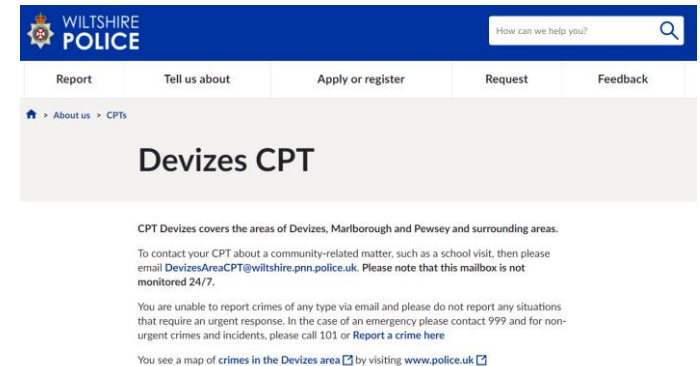 WILTSHIRE
POLICE
How can we help you?
Report
Tell us about
Apply or register
Request
Feedback
> About us > CPTs
Devizes CPT
CPT Devizes covers the areas of Devizes, Marlborough and Pewsey and surrounding areas.
To contact your CPT about a community-related matter, such as a school visit, then please
email DevizesAreaCPT@wiltshire.pnn.police.uk. Please note that this mailbox is not
monitored 24/7.
You are unable to report crimes of any type via email and please do not report any situations
that require an urgent response. In the case of an emergency please contact 999 and for non-
urgent crimes and incidents, please call 101 or Report a crime here
You see a map of crimes in the Devizes area by visiting www.police.uk